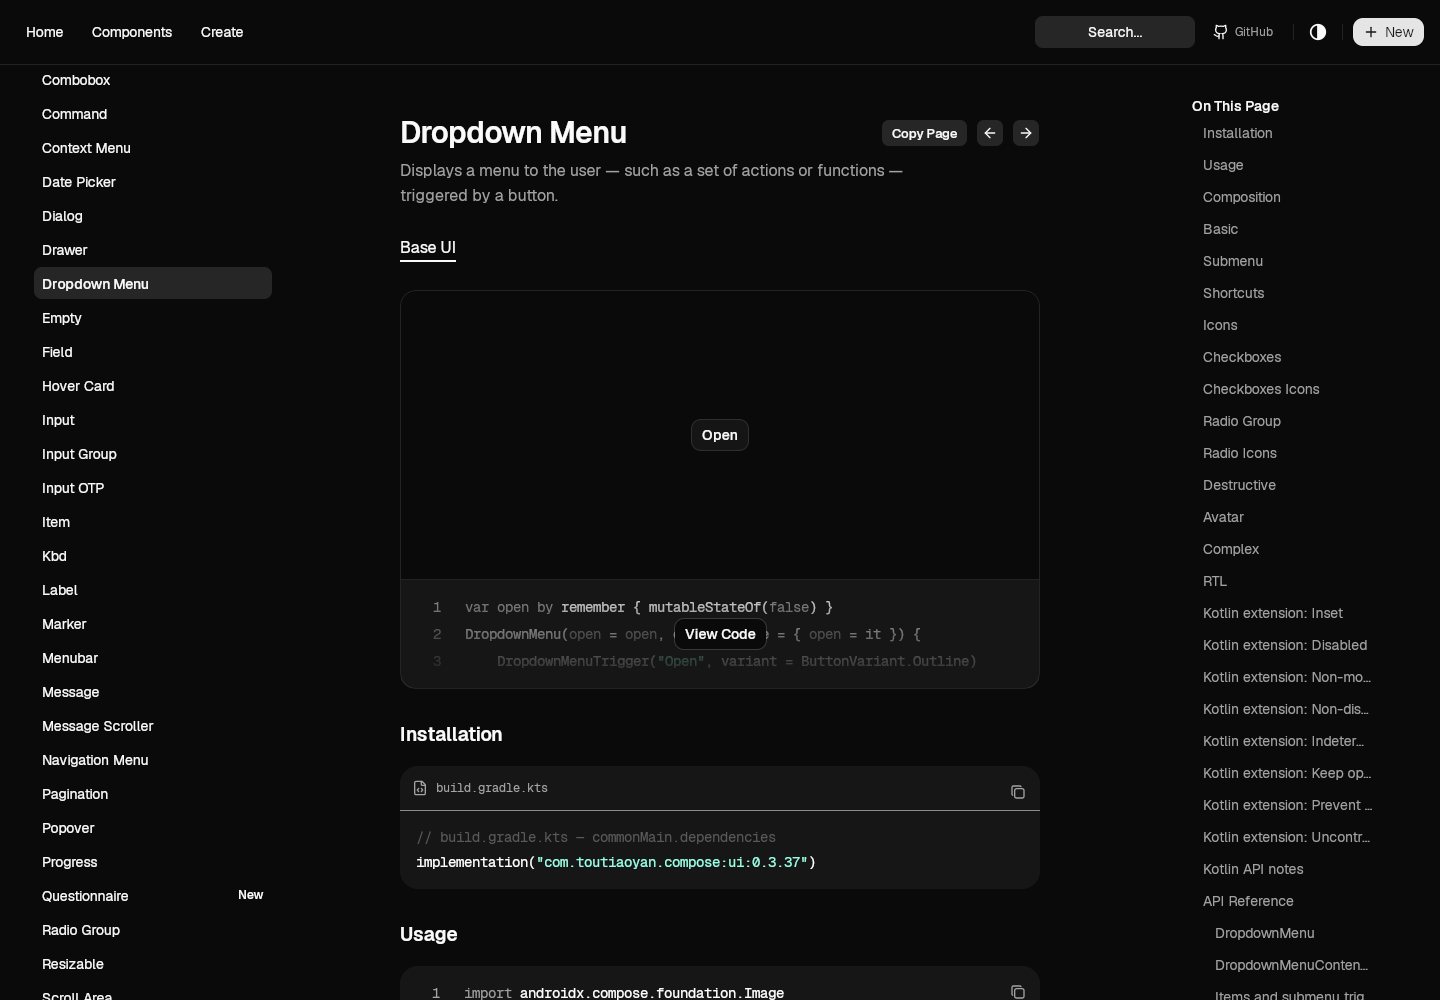 Home
Components
Create
Search...
GitHub
New
Combobox
Command
Context Menu
Date Picker
Dialog
Drawer
Dropdown Menu
Empty
Field
Hover Card
Input
Input Group
Input OTP
Item
Kbd
Label
Marker
Menubar
Message
Message Scroller
Navigation Menu
Pagination
Popover
Progress
Questionnaire
New
Radio Group
Resizable
Scroll Area
Dropdown Menu
Copy Page
Displays a menu to the user — such as a set of actions or functions —
triggered by a button.
Base UI
Open
1 var open by remember { mutableStateOf(false) }
2 DropdownMenu(open = open, = { open = it }) {
View Code
3 DropdownMenuTrigger("Open", variant = ButtonVariant.Outline)
Installation
build.gradle.kts
// build.gradle.kts — commonMain.dependencies
implementation("com.toutiaoyan.compose:ui:0.3.37")
Usage
1 import androidx.compose.foundation.Image
On This Page
Installation
Usage
Composition
Basic
Submenu
Shortcuts
Icons
Checkboxes
Checkboxes Icons
Radio Group
Radio Icons
Destructive
Avatar
Complex
RTL
Kotlin extension: Inset
Kotlin extension: Disabled
Kotlin extension: Non-mo...
Kotlin extension: Non-dis...
Kotlin extension: Indeter...
Kotlin extension: Keep op...
Kotlin extension: Prevent ...
Kotlin extension: Uncontr...
Kotlin API notes
API Reference
DropdownMenu
DropdownMenuConten...
Items and submenu trig...